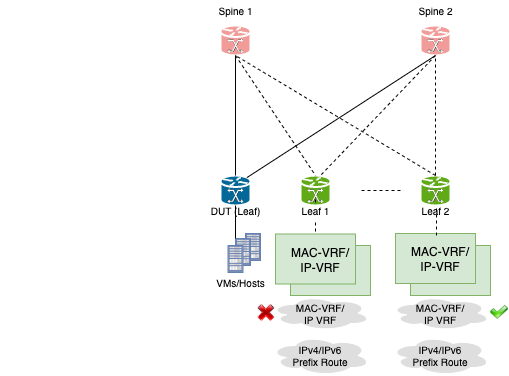 Spine 1
Spine 2
DUT (Leaf)
Leaf 1
Leaf 2
MAC-VRF/
IP-VRF
MAC-VRF/
IP-VRF
VMs/Hosts
MAC-VRF/
IP VRF
MAC-VRF/
IP VRF
IPv4/IPv6
Prefix Route
IPv4/IPv6
Prefix Route